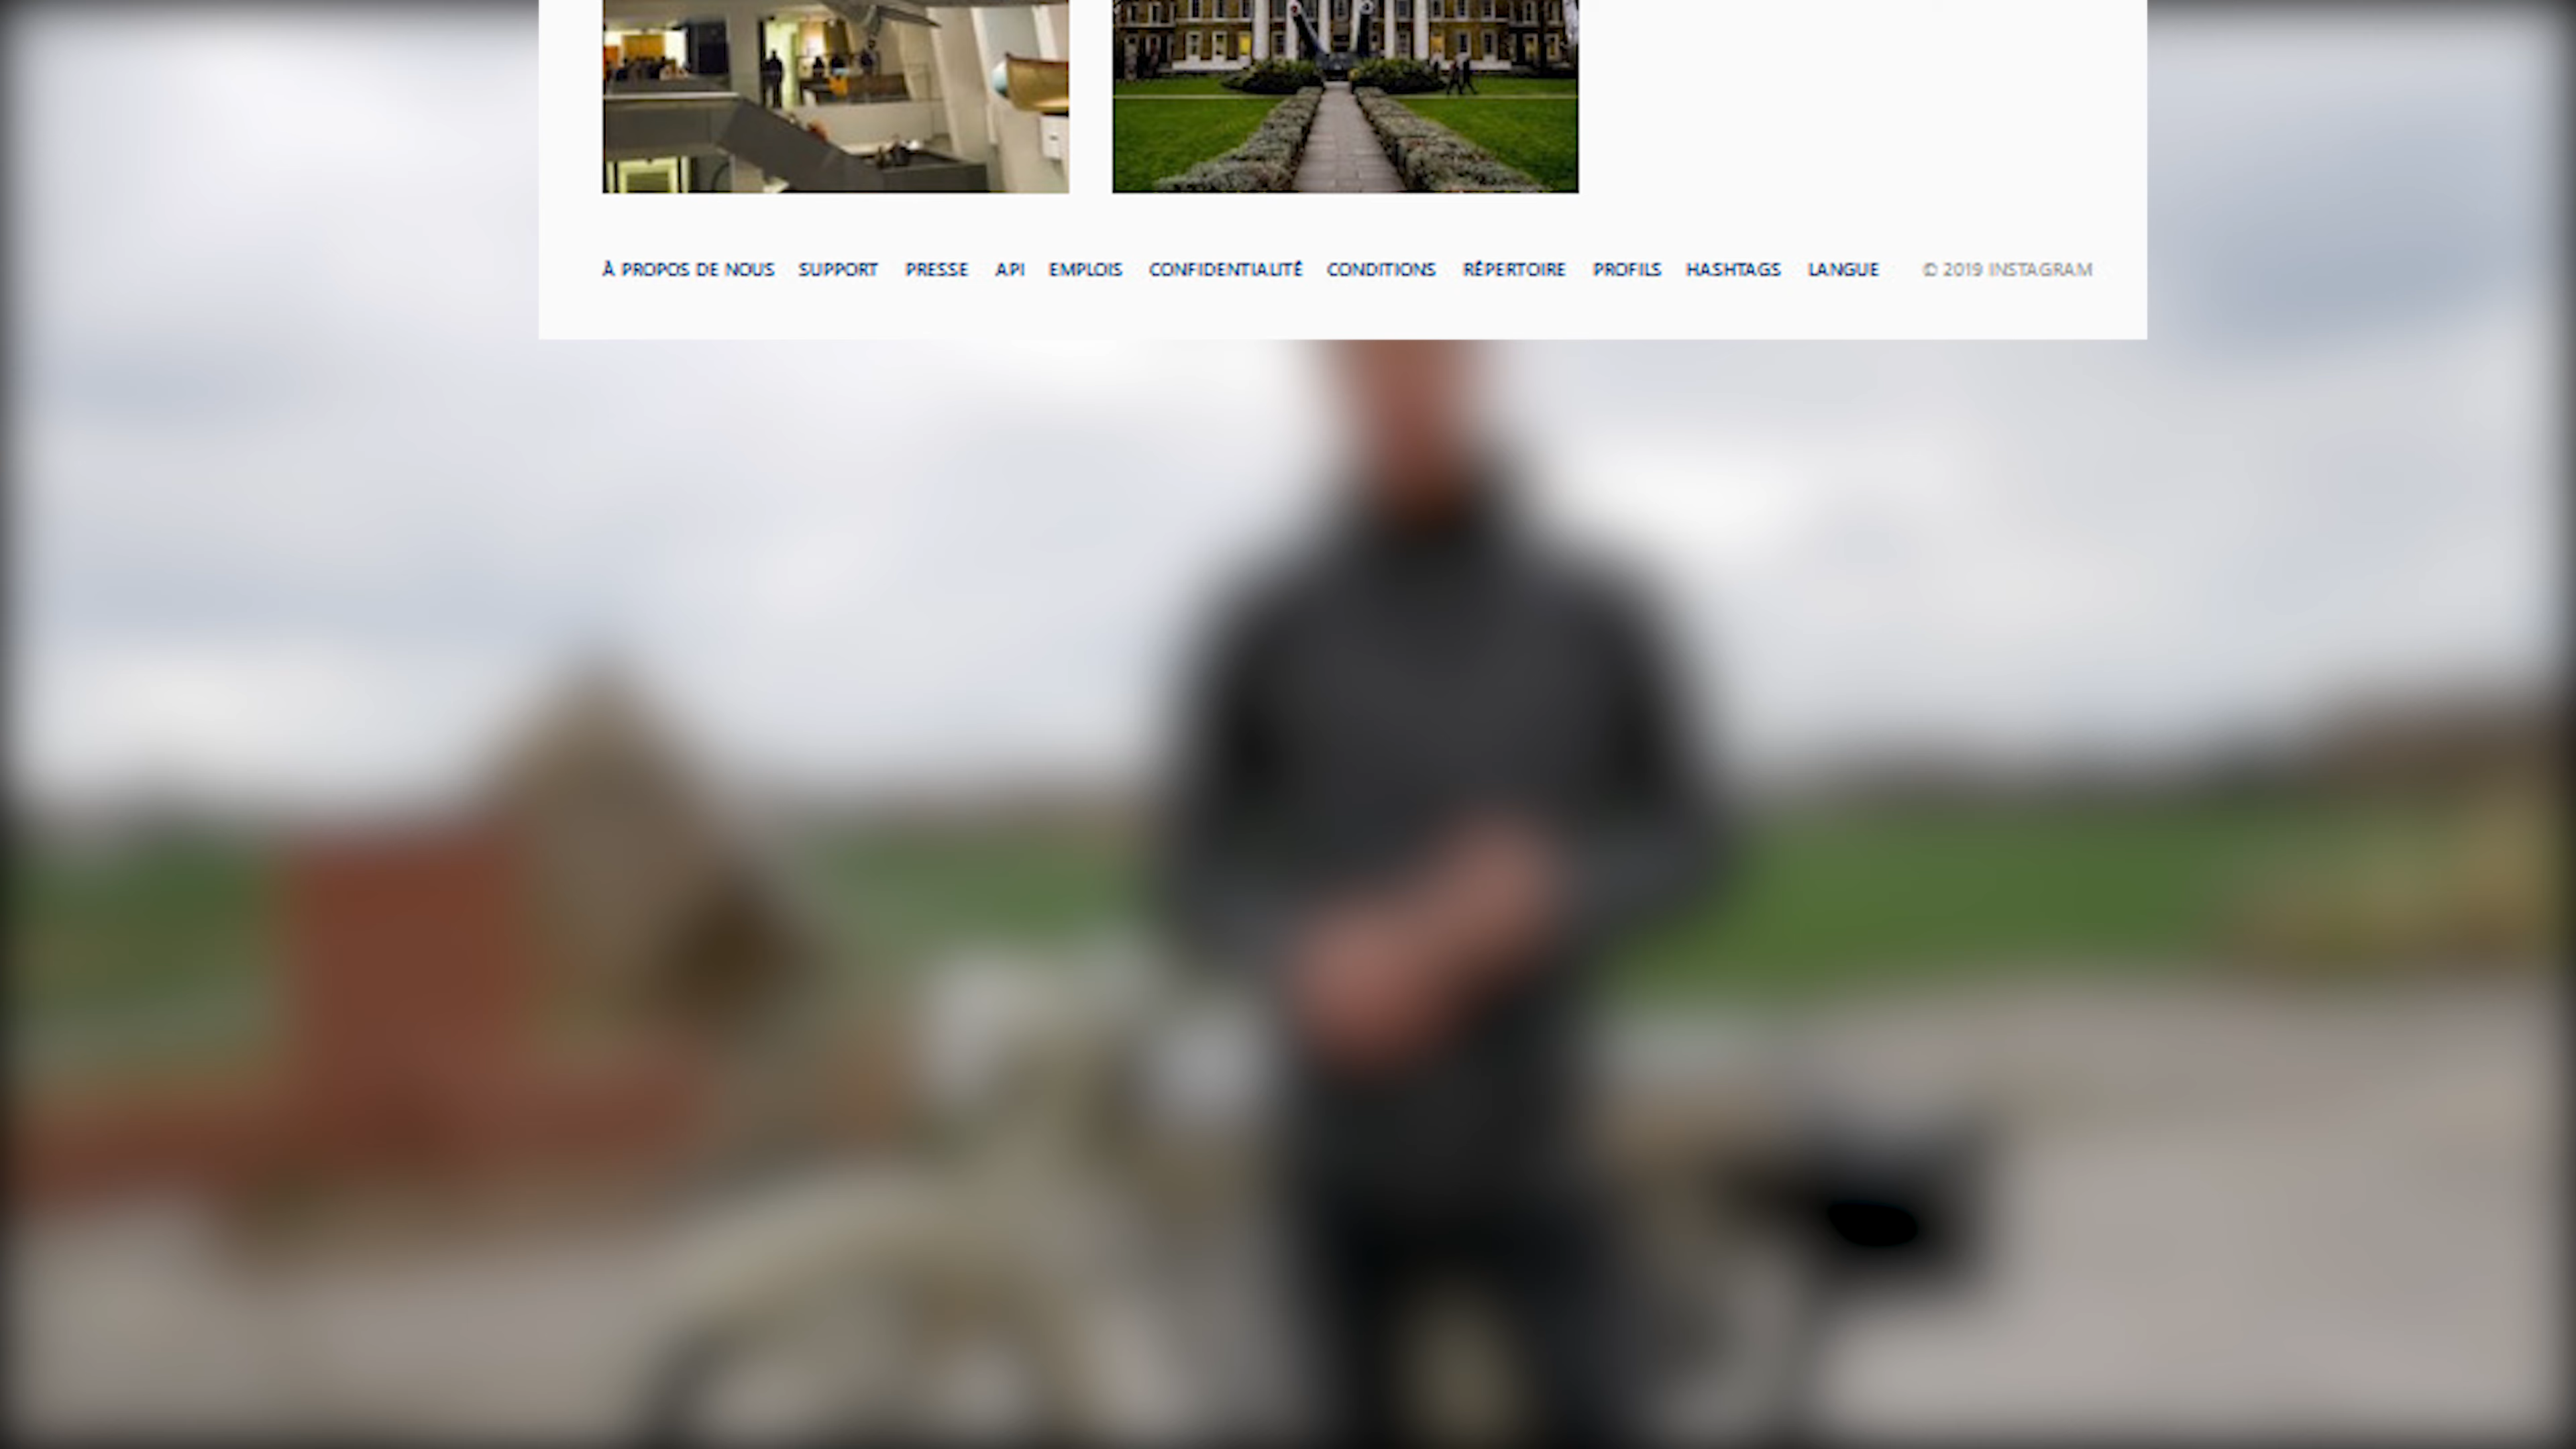 À PROPOS DE NOUS SUPPORT PRESSE API EMPLOIS CONFIDENTIALITÉ CONDITIONS RÉPERTOIRE PROFILS HASHTAGS LANGUE © 2019 INSTAGRAM